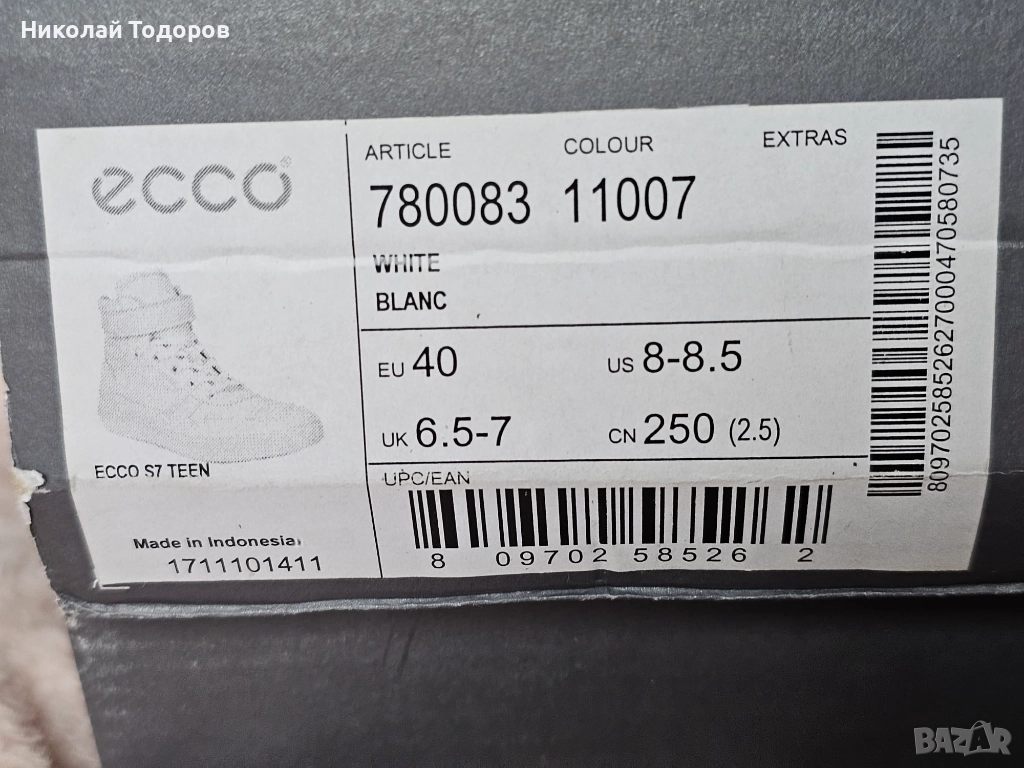 Николай Тодоров
ecco
ARTICLE COLOUR EXTRAS
780083 11007
WHITE
BLANC
EU 40 US 8-8.5
UK 6.5-7 CN 250 (2.5)
ECCO S7 TEEN
UPC/EAN
8 09702 58526 2
Made in Indonesia
1711101411
809702585262700047 0580735
BAZAR